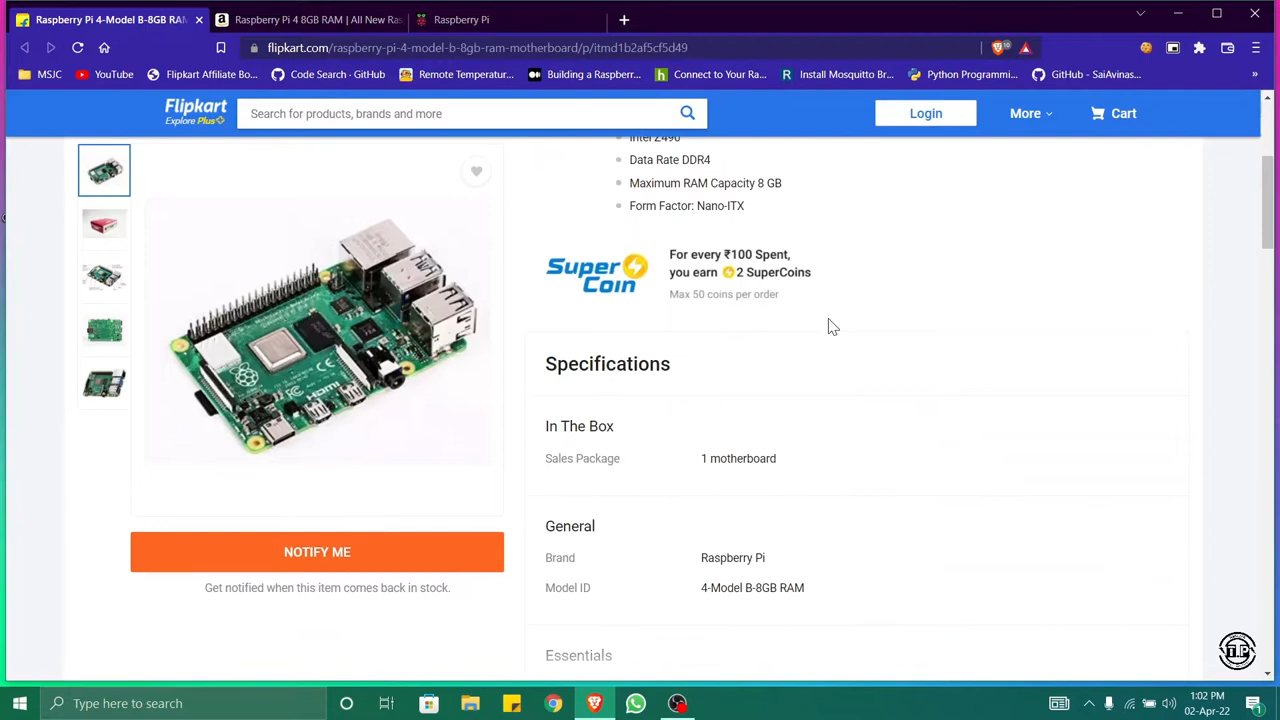 Raspberry Pi 4-Model B-8GB RAM
Raspberry Pi 4 8GB RAM | All New Ras
Raspberry Pi
flipkart.com/raspberry-pi-4-model-b-8gb-ram-motherboard/p/itmd1b2af5cf5d49
MSJC
YouTube
Flipkart Affiliate Bo...
Code Search · GitHub
Remote Temperatur...
Building a Raspberr...
Connect to Your Ra...
Install Mosquitto Br...
Python Programmi...
GitHub - SaiAvinas...
Flipkart
Explore Plus
Search for products, brands and more
Login
More
Cart
Intel Z490
Data Rate DDR4
Maximum RAM Capacity 8 GB
Form Factor: Nano-ITX
Super Coin
For every ₹100 Spent,
you earn 2 SuperCoins
Max 50 coins per order
Specifications
In The Box
Sales Package 1 motherboard
General
Brand Raspberry Pi
Model ID 4-Model B-8GB RAM
Essentials
HDMI
NOTIFY ME
Get notified when this item comes back in stock.
Type here to search
1:02 PM
02-Apr-22